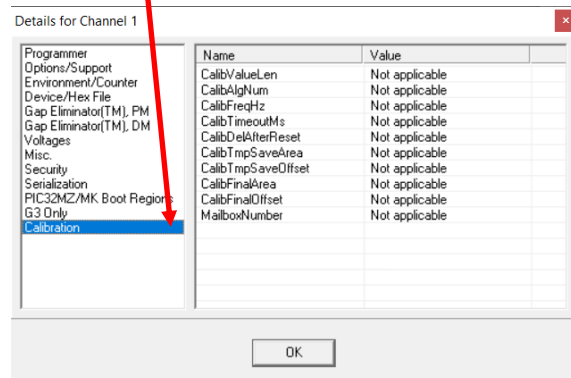 Details for Channel 1
Programmer
Options/Support
Environment/Counter
Device/Hex File
Gap Eliminator(TM), PM
Gap Eliminator(TM), DM
Voltages
Misc.
Security
Serialization
PIC32MZ/MK Boot Regions
G3 Only
Calibration
Name Value
CalibValueLen Not applicable
CalibAlgNum Not applicable
CalibFreqHz Not applicable
CalibTimeoutMs Not applicable
CalibDelAfterReset Not applicable
CalibTmpSaveArea Not applicable
CalibTmpSaveOffset Not applicable
CalibFinalArea Not applicable
CalibFinalOffset Not applicable
MailboxNumber Not applicable
OK